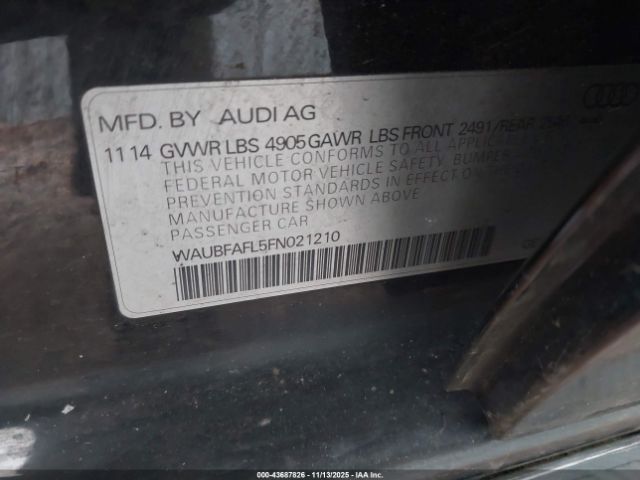 MFD. BY AUDI AG
11 14 GVWR LBS 4905 GAWR LBS FRONT 2491/REAR
THIS VEHICLE CONFORMS TO ALL
FEDERAL MOTOR VEHICLE SAFETY, BUMPER,
PREVENTION STANDARDS IN EFFECT ON THE
MANUFACTURE SHOWN ABOVE
PASSENGER CAR
WAUBFAFL5FN021210
000-43687826 - 11/13/2025 - IAA Inc.